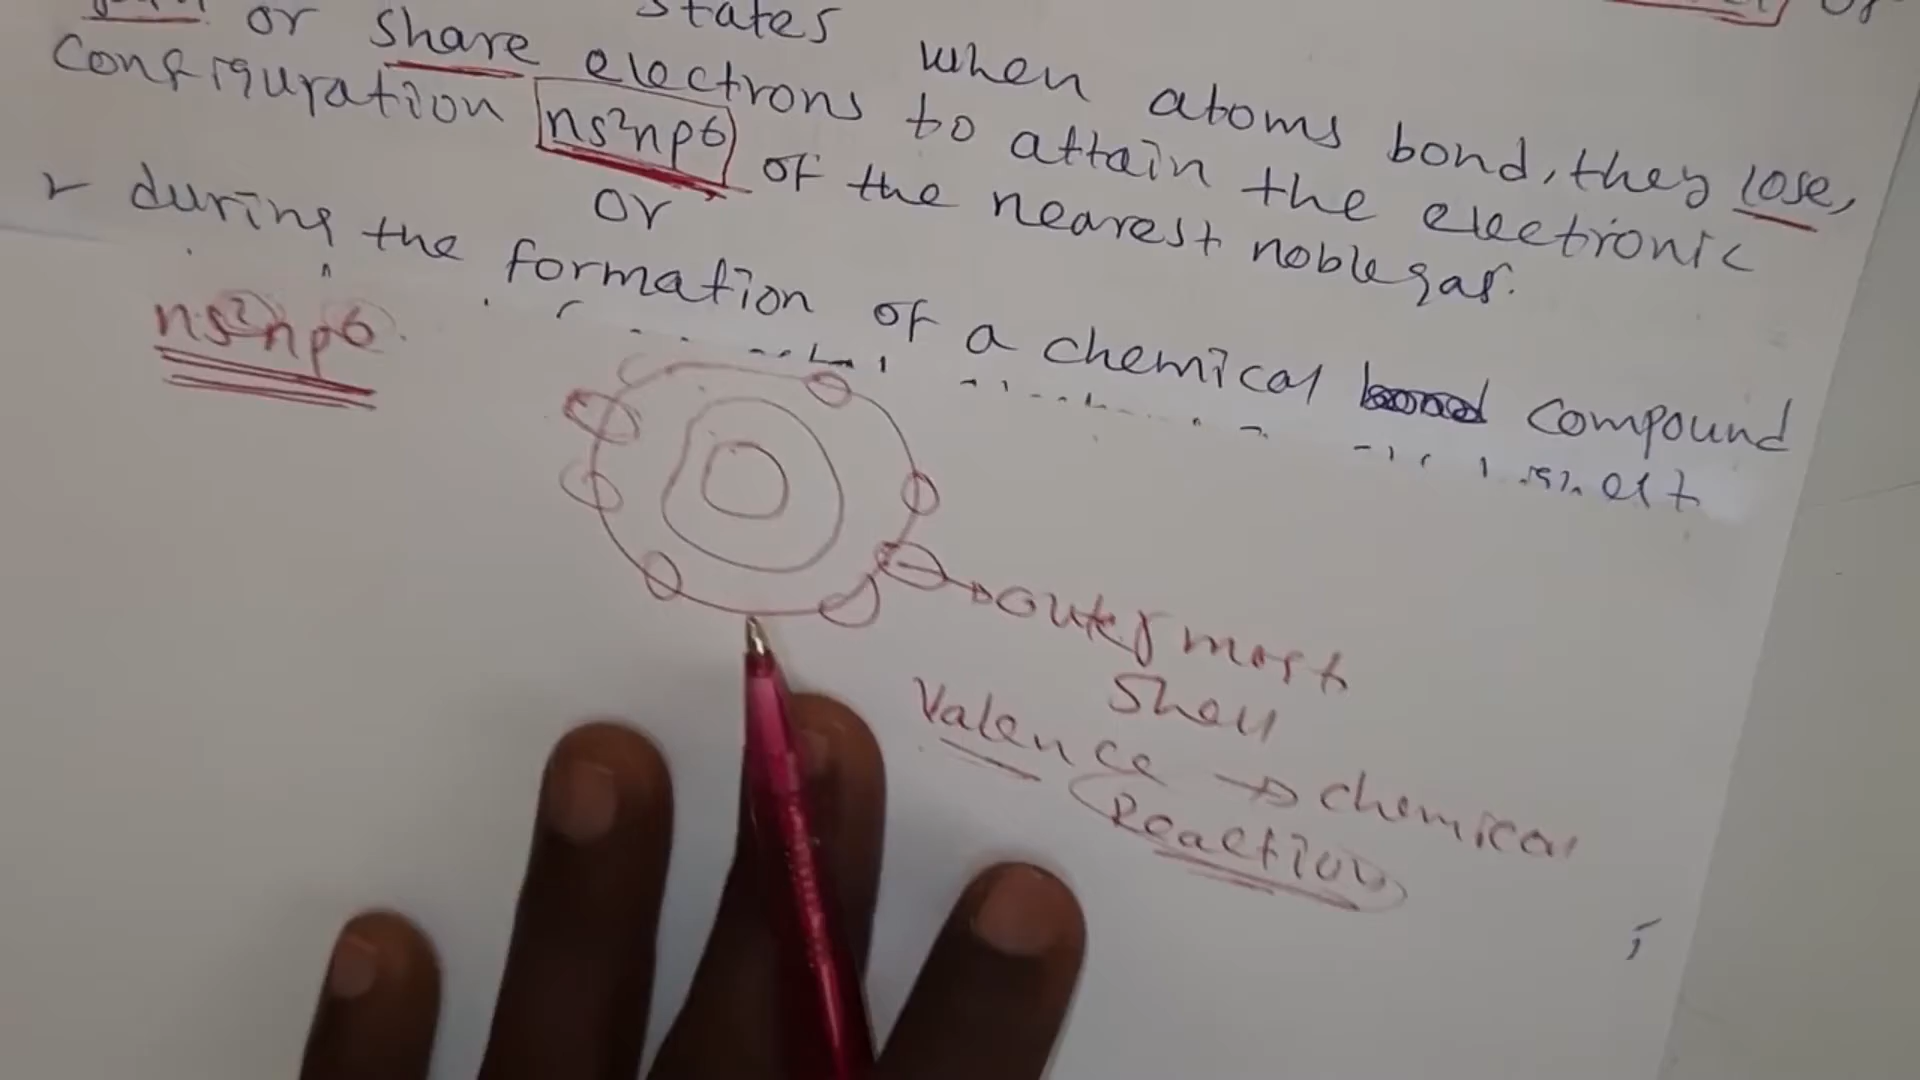 states when atoms bond, they lose,
or share electrons to attain the electronic
configuration ns²np6 of the nearest noble gas.
or
during the formation of a chemical compound
ns²np6
outermost
shell
Valence → chemical
Reaction